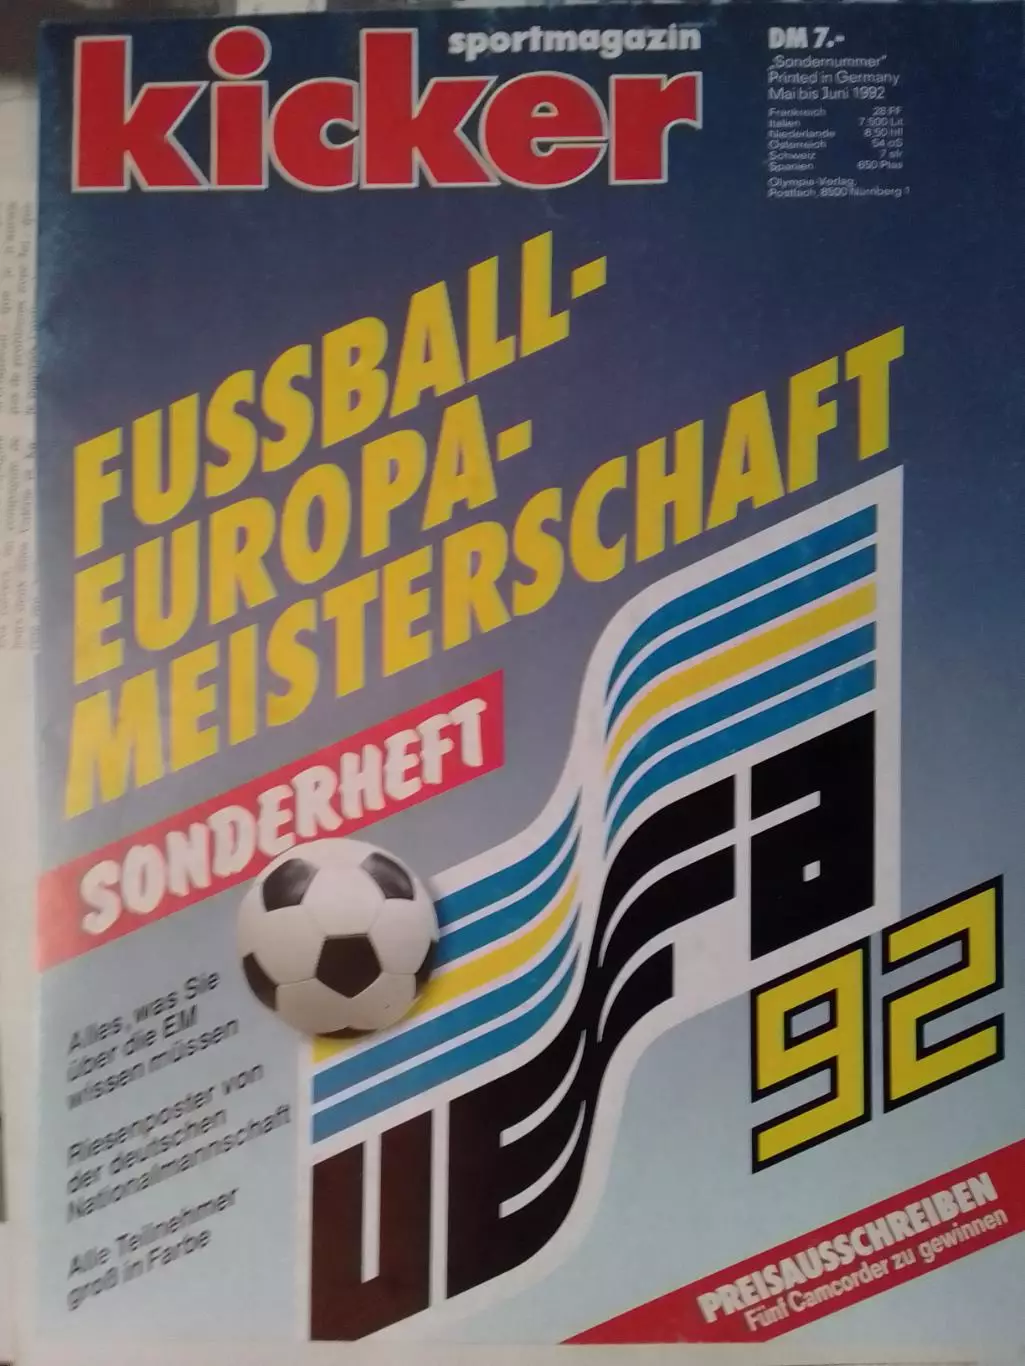 sportmagazin
kicker
DM 7.-
„Sondernummer“
Printed in Germany
Mai bis Juni 1992
Frankreich 28 FF
Italien 7.500 Lit
Niederlande 8,50 hfl
Österreich 54 öS
Schweiz 7 sfr
Spanien 650 Ptas
Olympia-Verlag,
Postfach, 8500 Nürnberg 1
FUSSBALL-
EUROPA-
MEISTERSCHAFT
SONDERHEFT
Alles, was Sie
über die EM
wissen müssen
Riesenposter von
der deutschen
Nationalmannschaft
Alle Teilnehmer
groß in Farbe
UEFA
92
PREISAUSSCHREIBEN
Fünf Camcorder zu gewinnen